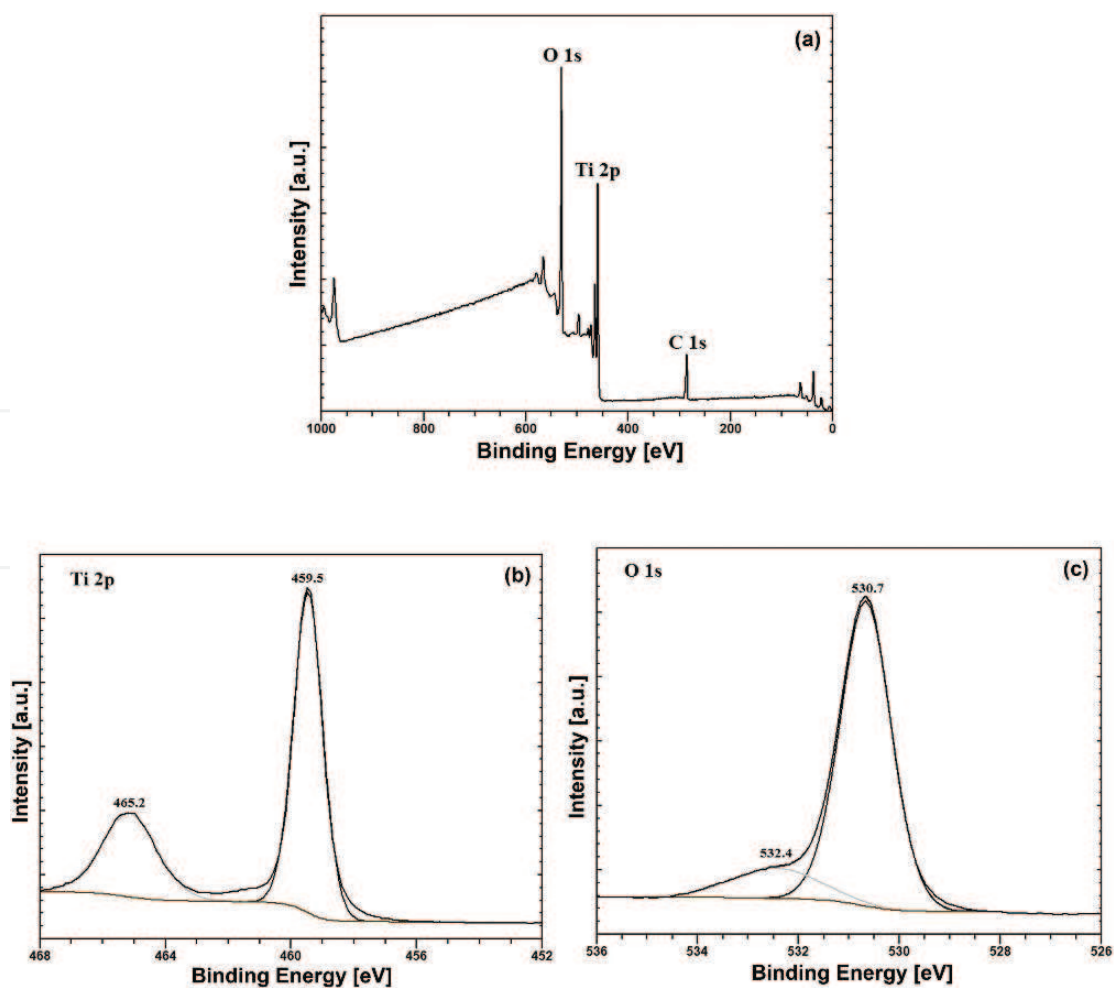 (a)
O 1s
Ti 2p
C 1s
Intensity [a.u.]
1000 800 600 400 200 0
Binding Energy [eV]
Ti 2p
(b)
459.5
465.2
Intensity [a.u.]
468 464 460 456 452
Binding Energy [eV]
O 1s
(c)
530.7
532.4
Intensity [a.u.]
536 534 532 530 528 526
Binding Energy [eV]